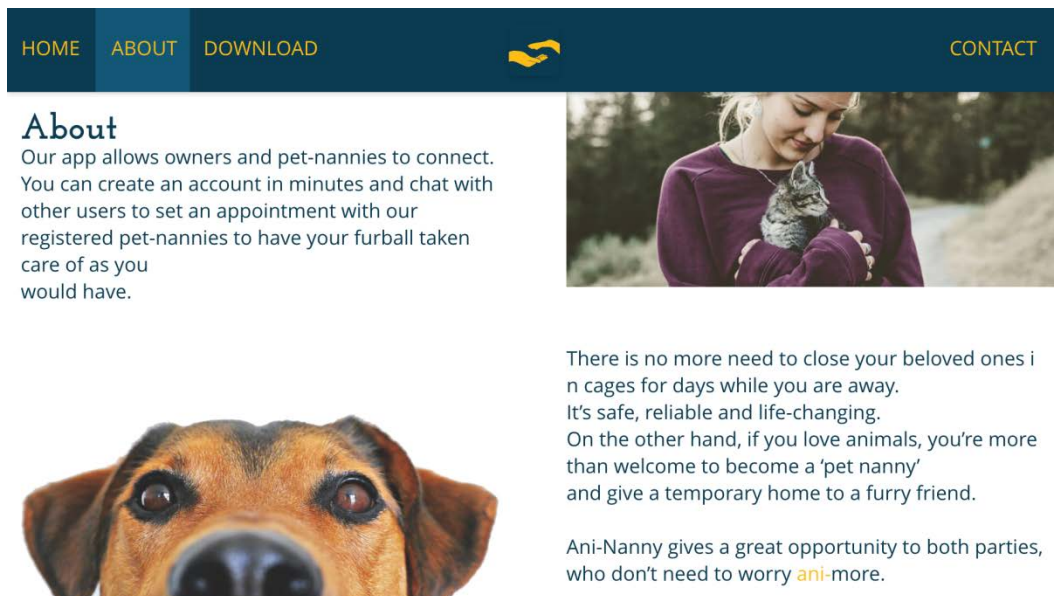 HOME ABOUT DOWNLOAD CONTACT
About
Our app allows owners and pet-nannies to connect.
You can create an account in minutes and chat with
other users to set an appointment with our
registered pet-nannies to have your furball taken
care of as you
would have.
There is no more need to close your beloved ones i
n cages for days while you are away.
It’s safe, reliable and life-changing.
On the other hand, if you love animals, you’re more
than welcome to become a ‘pet nanny’
and give a temporary home to a furry friend.
Ani-Nanny gives a great opportunity to both parties,
who don’t need to worry ani-more.